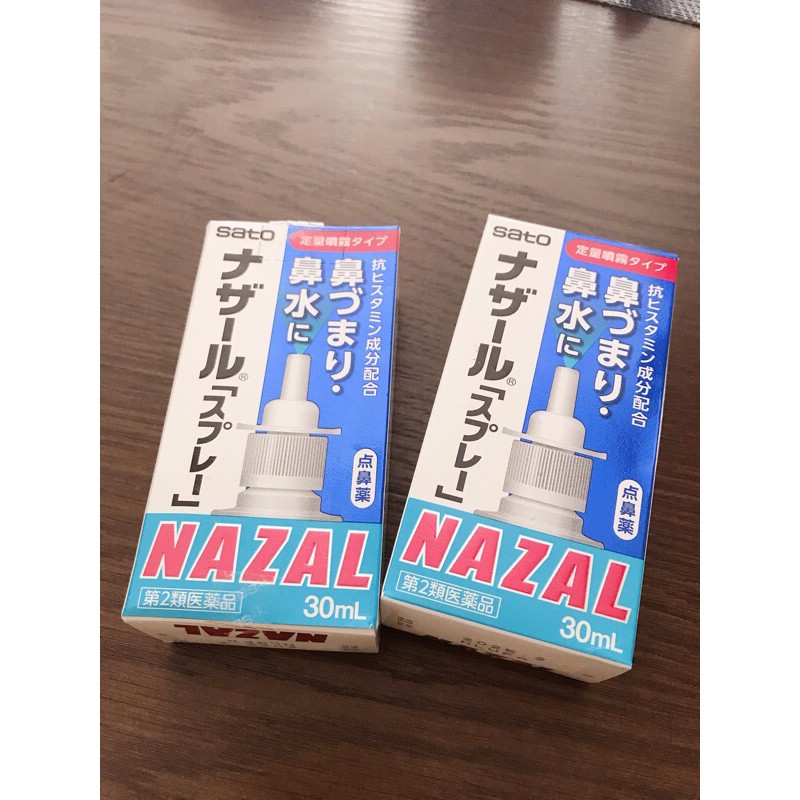 sato
定量噴霧タイプ
抗ヒスタミン成分配合
鼻づまり・
鼻水に
ナザール®「スプレー」
点鼻薬
NAZAL
第2類医薬品
30mL
NAZAL
sato
定量噴霧タイプ
抗ヒスタミン成分配合
鼻づまり・
鼻水に
ナザール®「スプレー」
点鼻薬
NAZAL
第2類医薬品
30mL